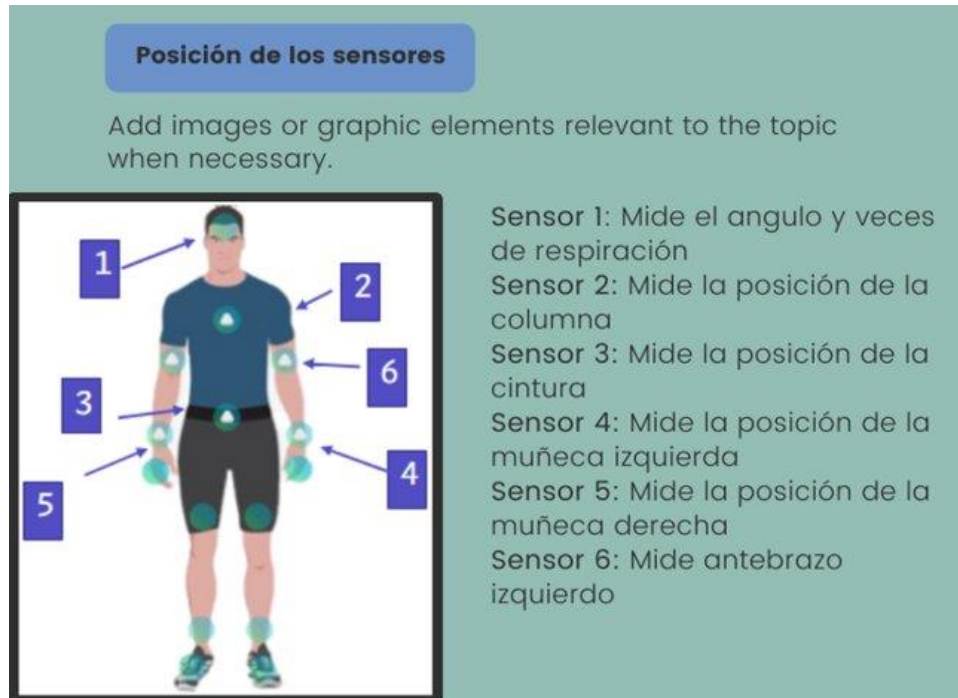 Posición de los sensores
Add images or graphic elements relevant to the topic
when necessary.
1
2
6
3
4
5
Sensor 1: Mide el angulo y veces
de respiración
Sensor 2: Mide la posición de la
columna
Sensor 3: Mide la posición de la
cintura
Sensor 4: Mide la posición de la
muñeca izquierda
Sensor 5: Mide la posición de la
muñeca derecha
Sensor 6: Mide antebrazo
izquierdo